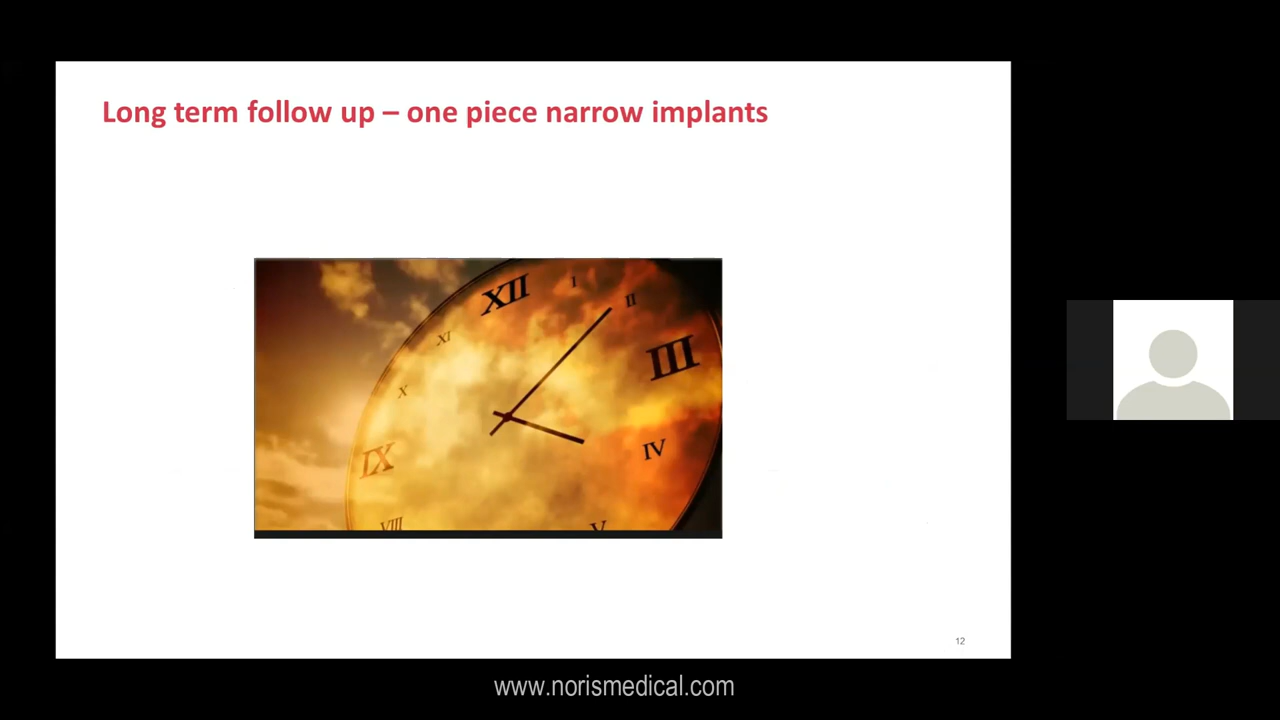 Long term follow up – one piece narrow implants
XII
I
II
XI
III
X
IV
IX
VIII
V
12
www.norismedical.com